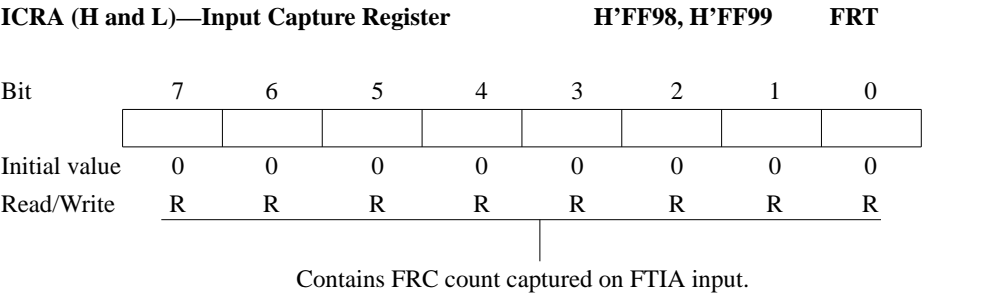 ICRA (H and L)—Input Capture Register H’FF98, H’FF99 FRT
Bit 7 6 5 4 3 2 1 0
Initial value 0 0 0 0 0 0 0 0
Read/Write R R R R R R R R
Contains FRC count captured on FTIA input.